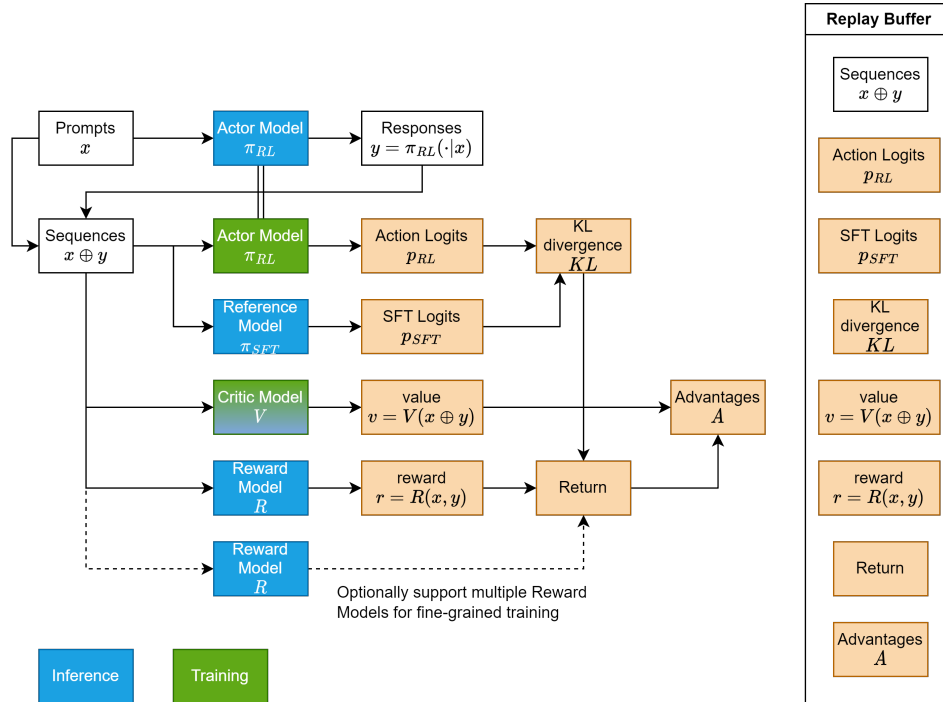 Prompts
x
Actor Model
π_RL
Responses
y = π_RL(·|x)
Sequences
x ⊕ y
Actor Model
π_RL
Action Logits
p_RL
KL
divergence
KL
Reference
Model
π_SFT
SFT Logits
p_SFT
Critic Model
V
value
v = V(x ⊕ y)
Advantages
A
Reward
Model
R
reward
r = R(x, y)
Return
Reward
Model
R
Optionally support multiple Reward
Models for fine-grained training
Inference
Training
Replay Buffer
Sequences
x ⊕ y
Action Logits
p_RL
SFT Logits
p_SFT
KL
divergence
KL
value
v = V(x ⊕ y)
reward
r = R(x, y)
Return
Advantages
A